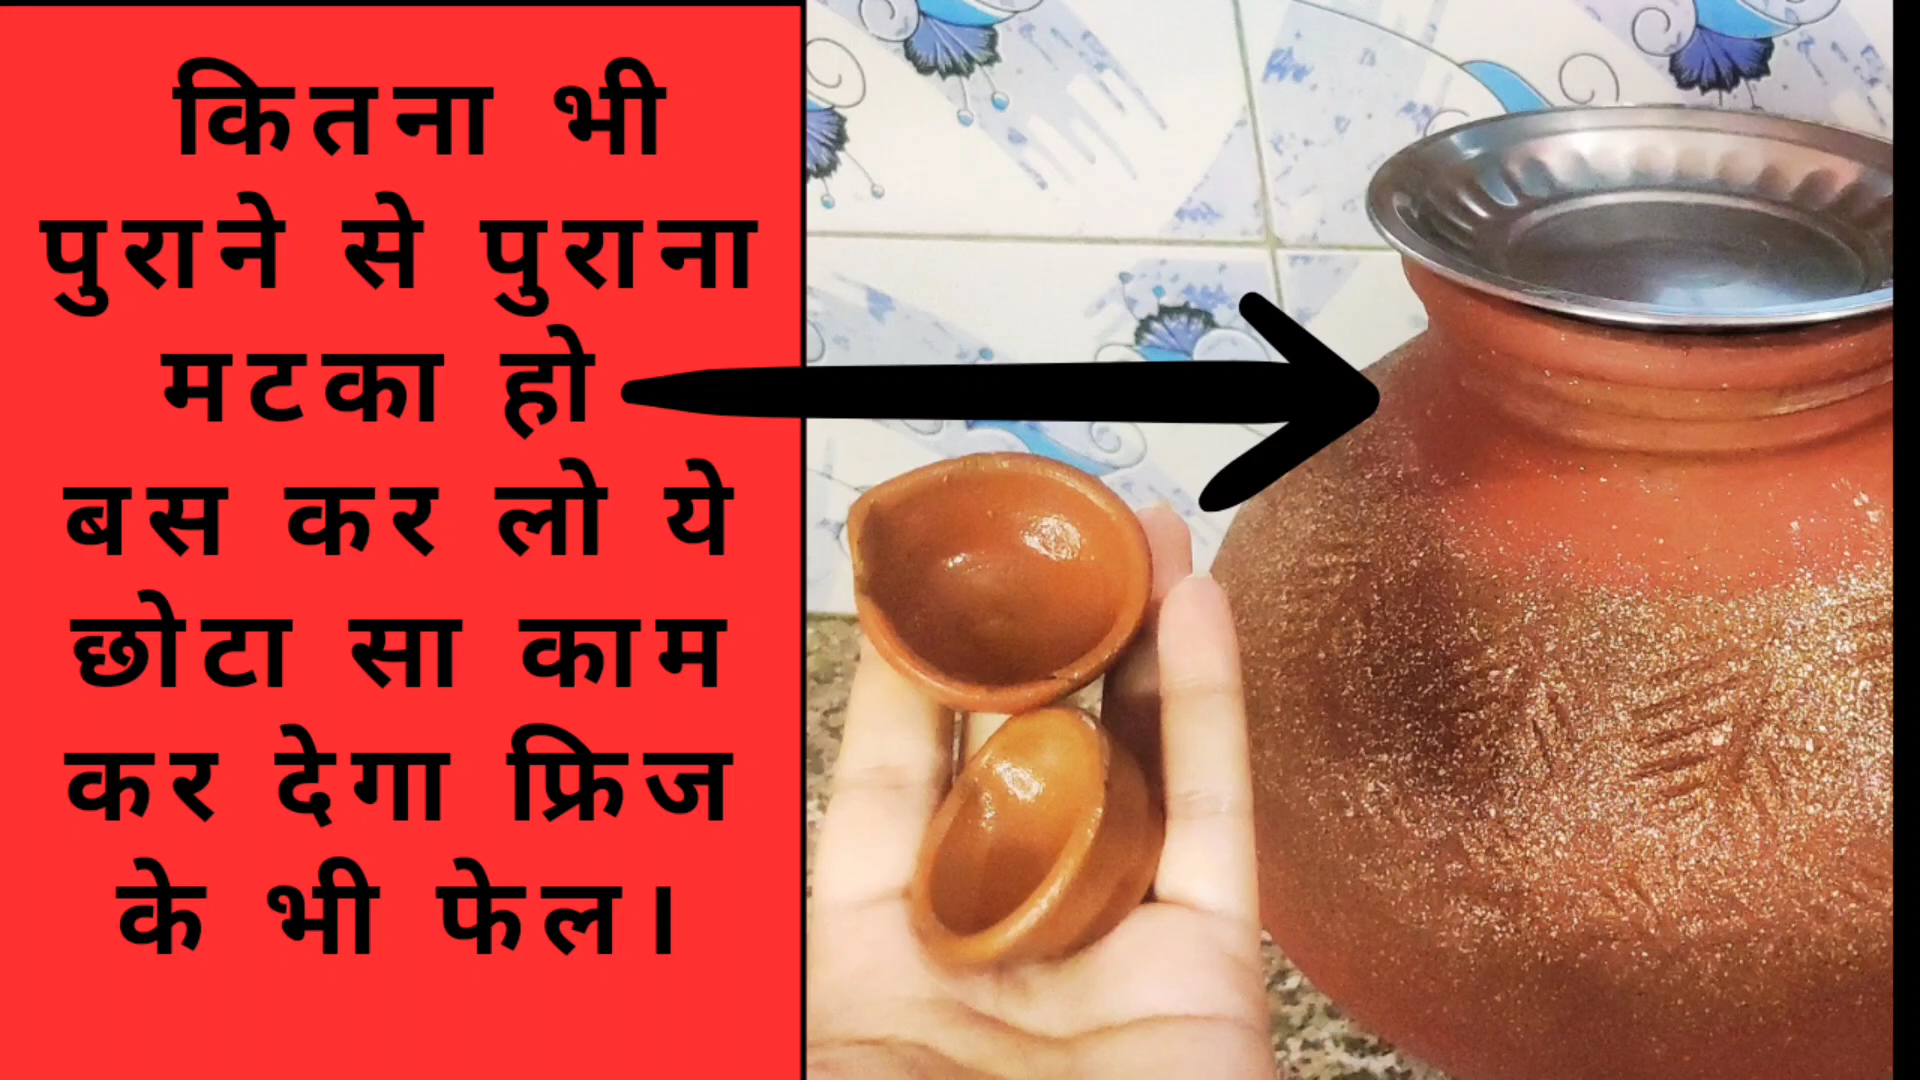 कितना भी
पुराने से पुराना
मटका हो
बस कर लो ये
छोटा सा काम
कर देगा फ्रिज
के भी फेल।